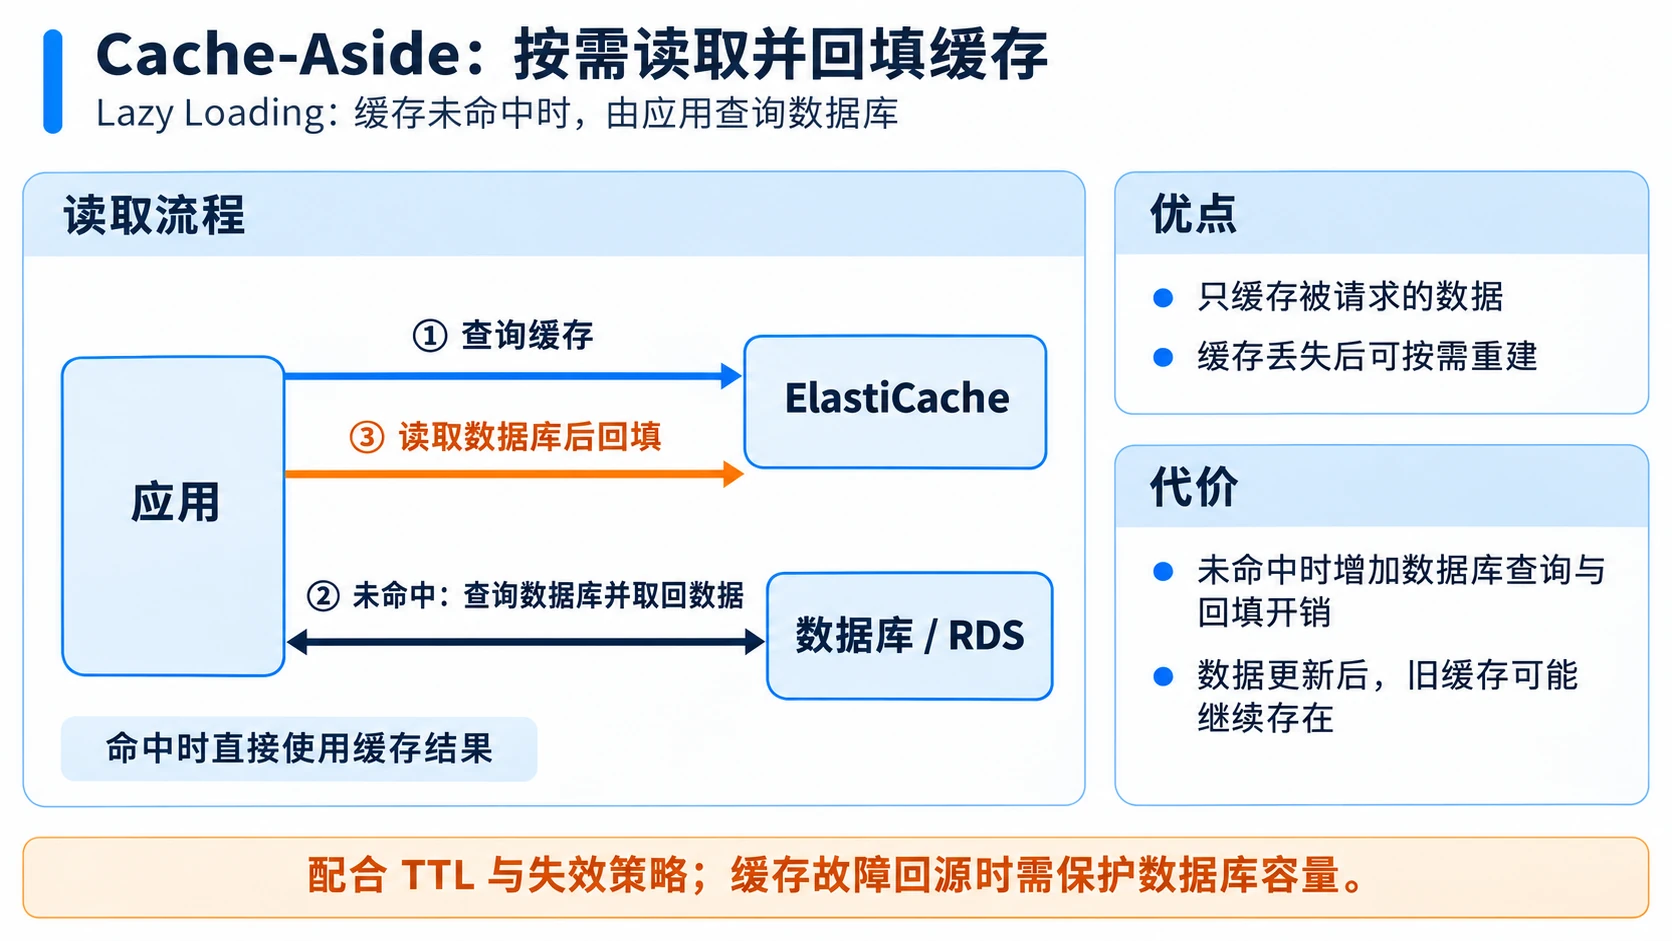 Cache-Aside：按需读取并回填缓存
Lazy Loading：缓存未命中时，由应用查询数据库
读取流程
① 查询缓存
③ 读取数据库后回填
应用
ElastiCache
② 未命中：查询数据库并取回数据
数据库 / RDS
命中时直接使用缓存结果
优点
只缓存被请求的数据
缓存丢失后可按需重建
代价
未命中时增加数据库查询与
回填开销
数据更新后，旧缓存可能
继续存在
配合 TTL 与失效策略；缓存故障回源时需保护数据库容量。